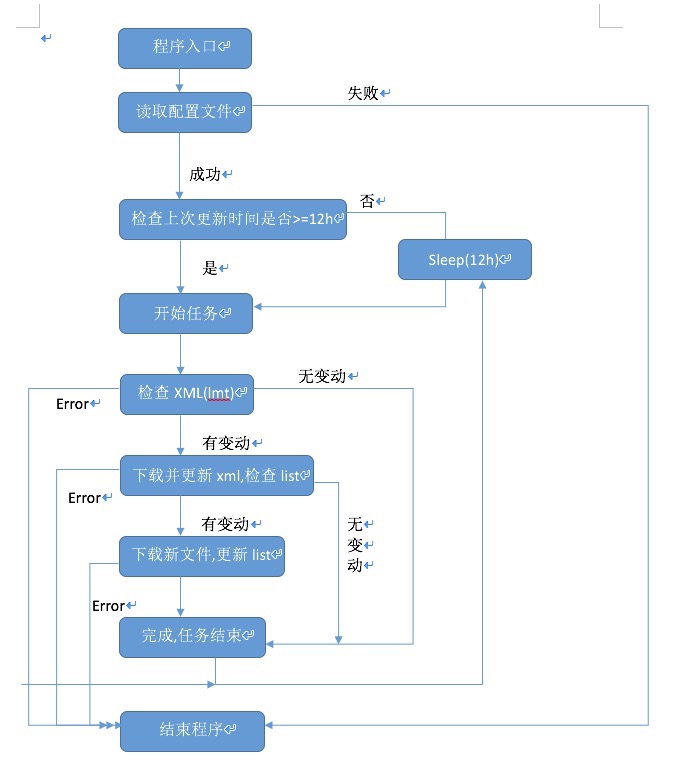 程序入口
失败
读取配置文件
成功
否
检查上次更新时间是否>=12h
Sleep(12h)
是
开始任务
无变动
检查 XML(lmt)
Error
有变动
下载并更新 xml,检查 list
Error
有变动
无
变
动
下载新文件,更新 list
Error
完成,任务结束
结束程序